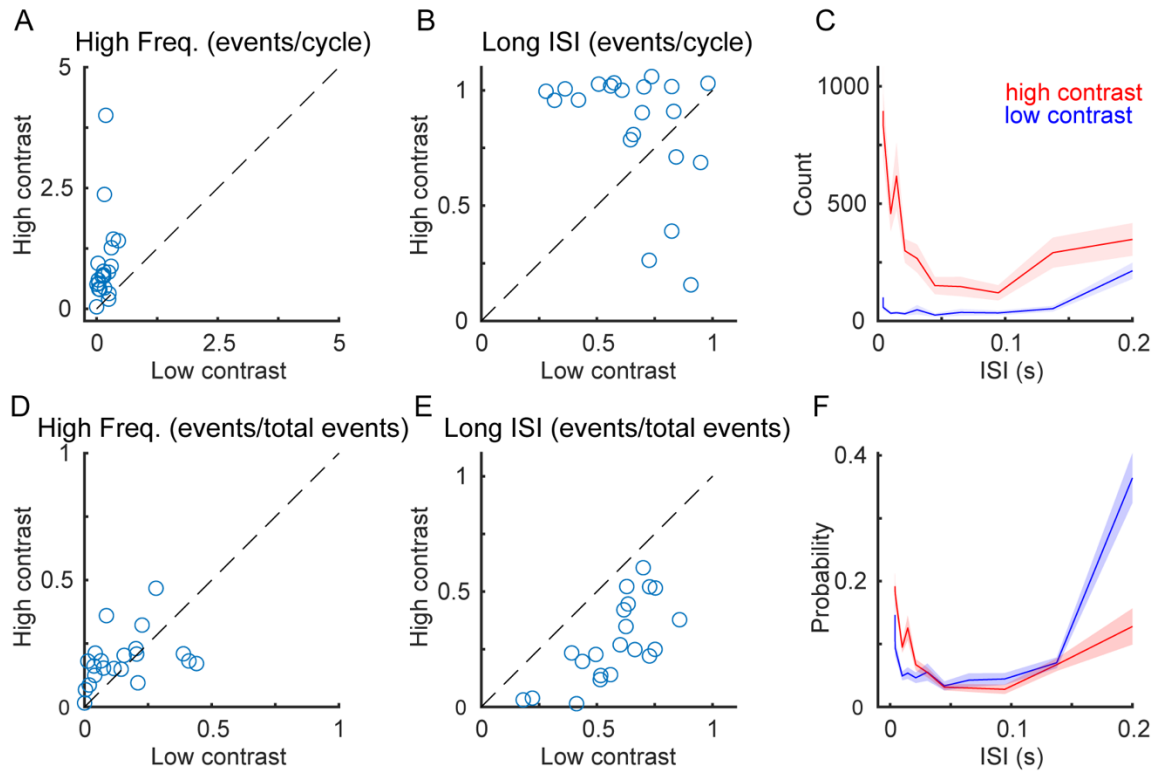 A
High Freq. (events/cycle)
5
2.5
0
High contrast
0
2.5
5
Low contrast
B
Long ISI (events/cycle)
1
0.5
0
High contrast
0
0.5
1
Low contrast
C
1000
500
0
Count
high contrast
low contrast
0
0.1
0.2
ISI (s)
D
High Freq. (events/total events)
1
0.5
0
High contrast
0
0.5
1
Low contrast
E
Long ISI (events/total events)
1
0.5
0
High contrast
0
0.5
1
Low contrast
F
0.4
0.2
0
Probability
0
0.1
0.2
ISI (s)